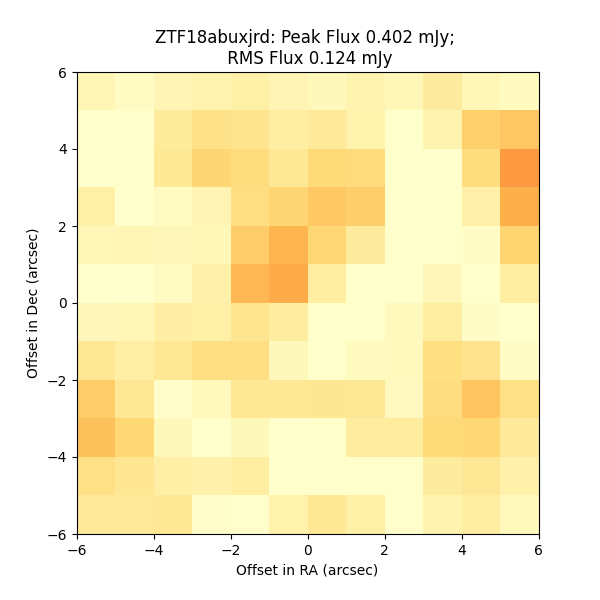 ZTF18abuxjrd: Peak Flux 0.402 mJy;
RMS Flux 0.124 mJy
6
4
2
0
−2
−4
−6
Offset in Dec (arcsec)
−6 −4 −2 0 2 4 6
Offset in RA (arcsec)